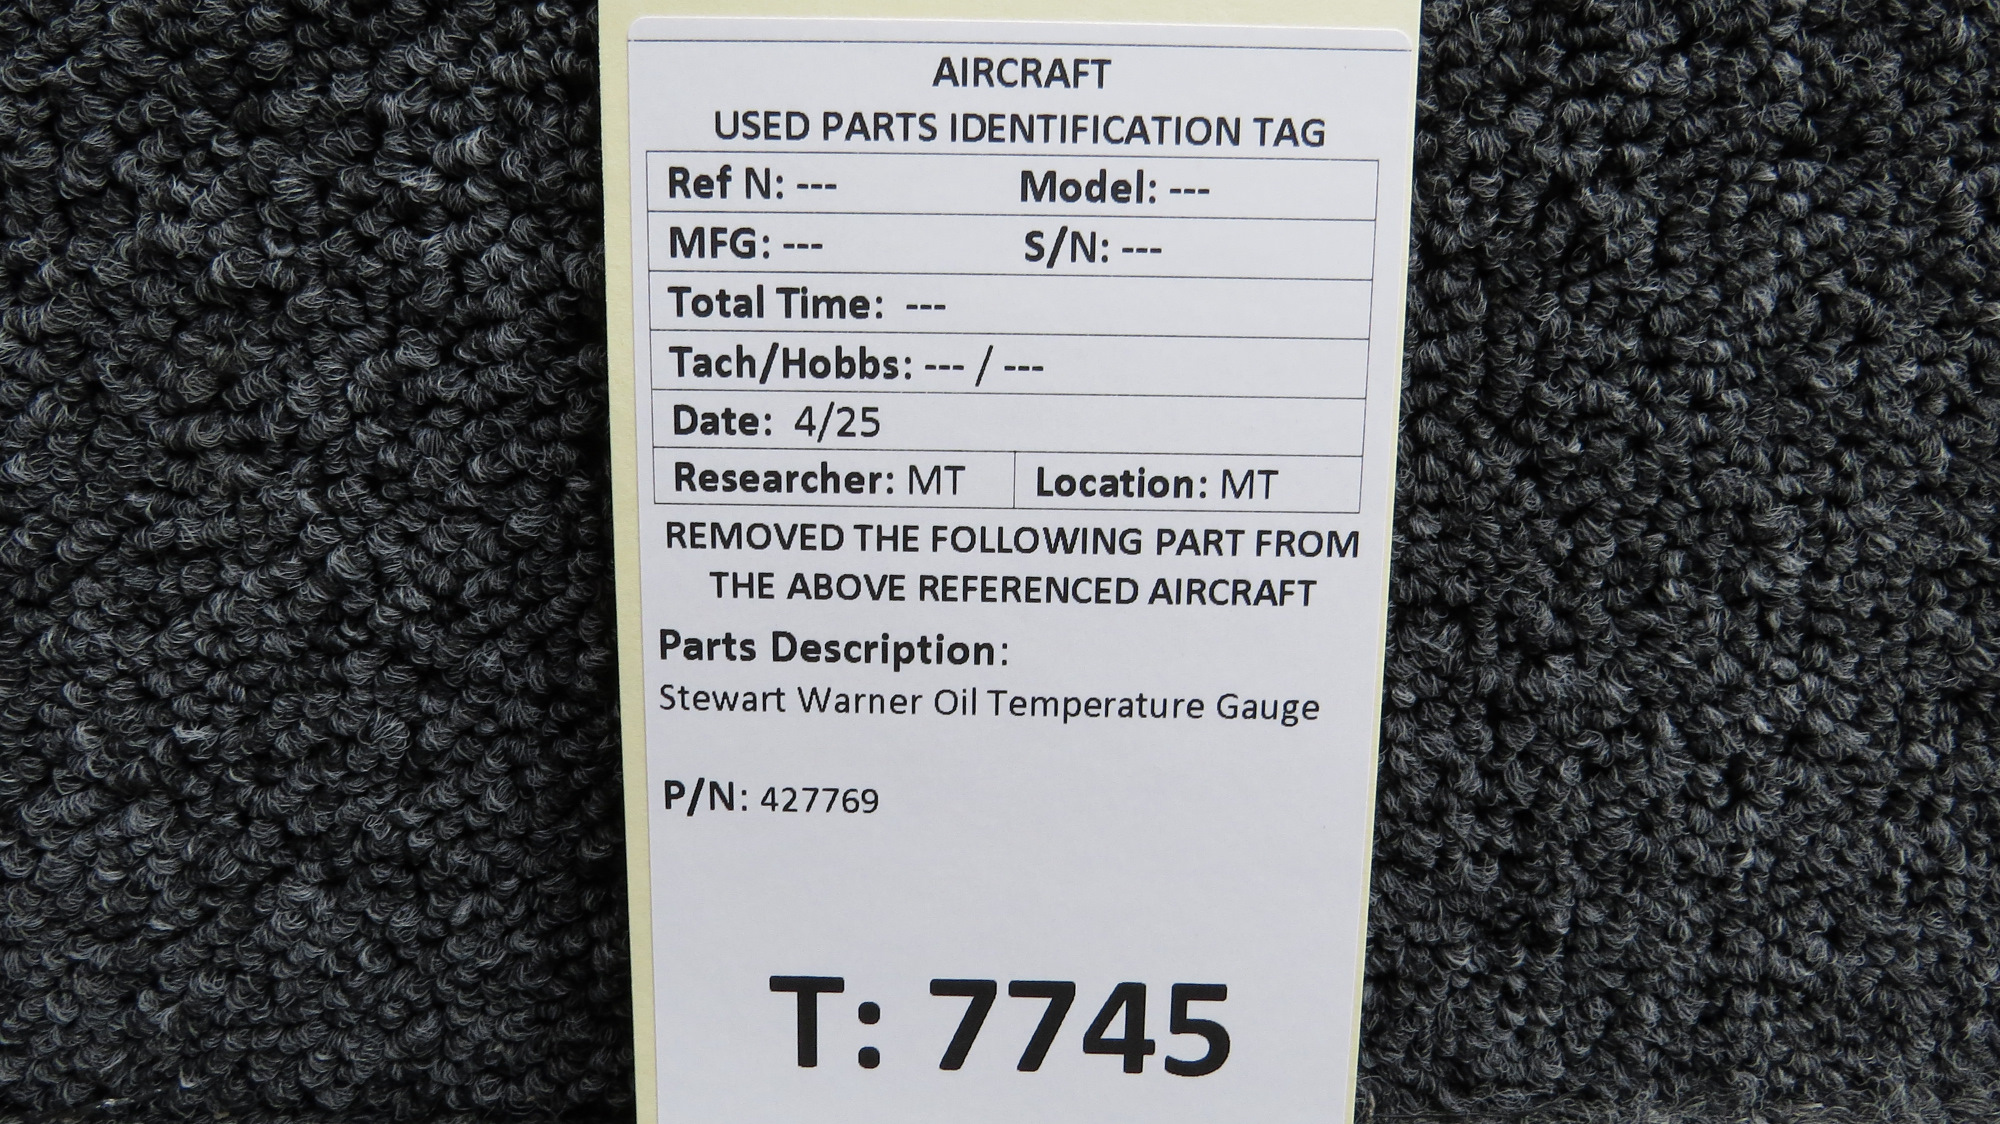 AIRCRAFT
USED PARTS IDENTIFICATION TAG
Ref N: --- Model: ---
MFG: --- S/N: ---
Total Time: ---
Tach/Hobbs: --- / ---
Date: 4/25
Researcher: MT Location: MT
REMOVED THE FOLLOWING PART FROM
THE ABOVE REFERENCED AIRCRAFT
Parts Description:
Stewart Warner Oil Temperature Gauge
P/N: 427769
T: 7745